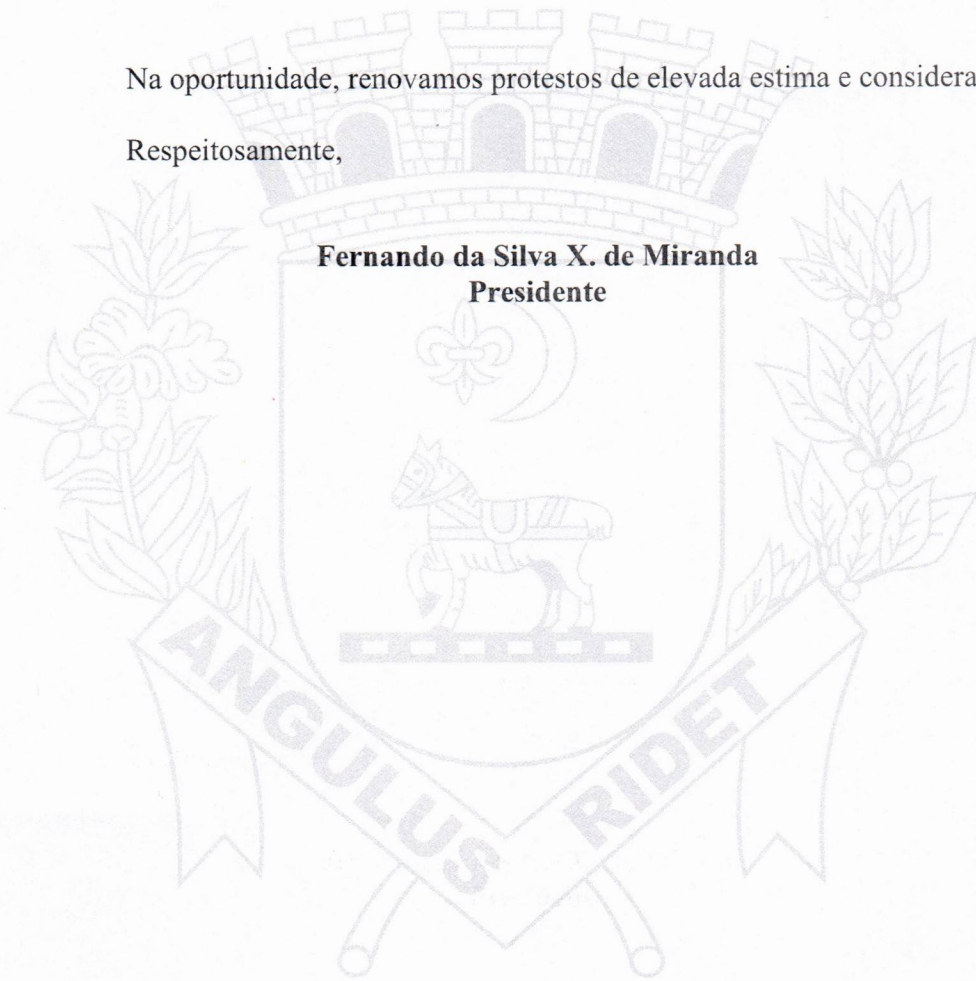 Na oportunidade, renovamos protestos de elevada estima e considera
Respeitosamente,
Fernando da Silva X. de Miranda
Presidente
ANGULUS RIDET